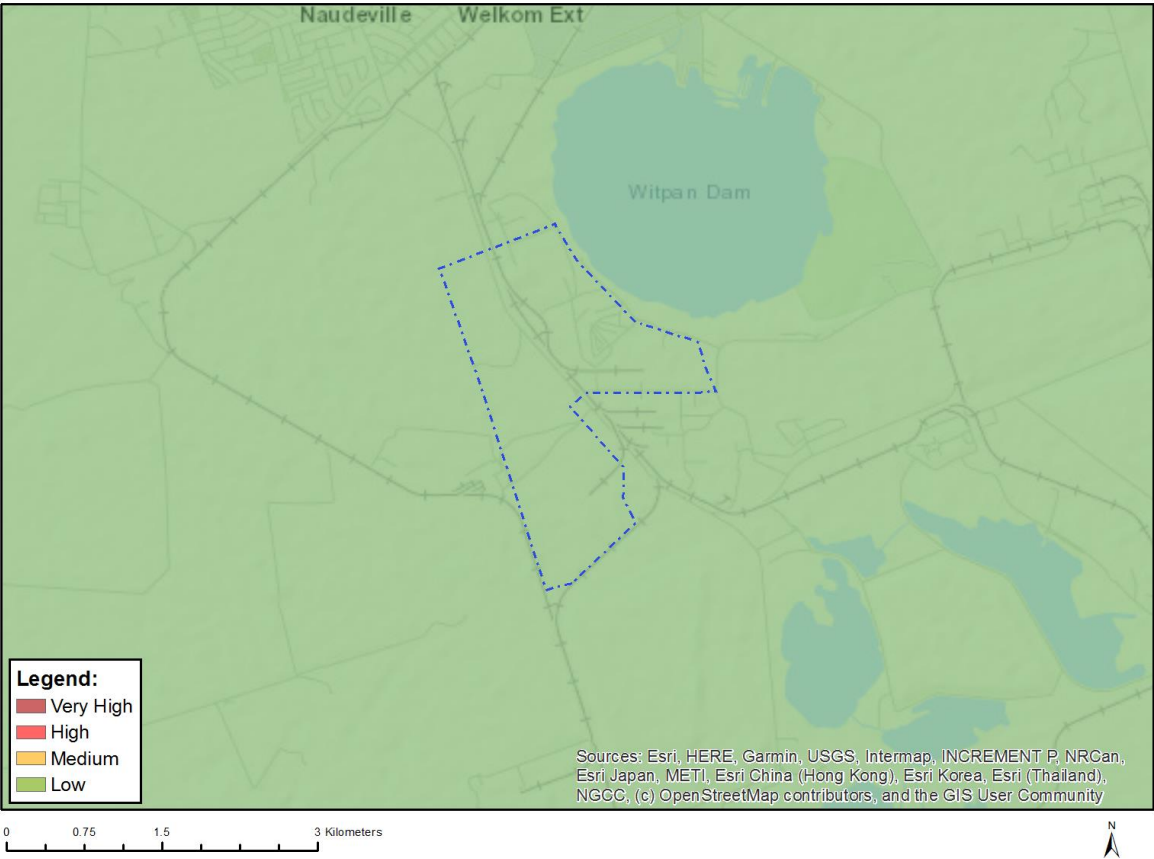 Naudeville Welkom Ext
Witpan Dam
Legend:
Very High
High
Medium
Low
Sources: Esri, HERE, Garmin, USGS, Intermap, INCREMENT P, NRCan,
Esri Japan, METI, Esri China (Hong Kong), Esri Korea, Esri (Thailand),
NGCC, (c) OpenStreetMap contributors, and the GIS User Community
0 0.75 1.5 3 Kilometers
N